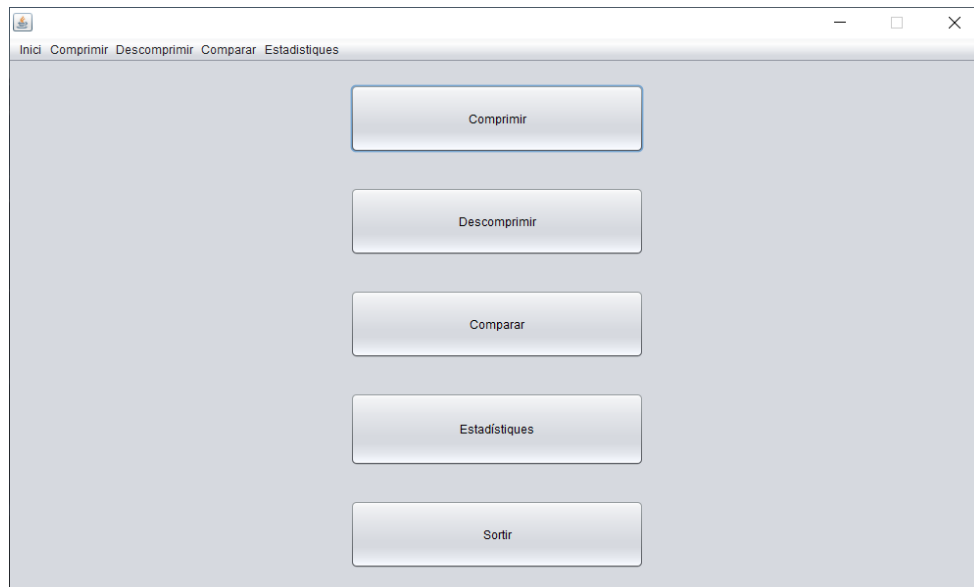 Inici Comprimir Descomprimir Comparar Estadistiques
Comprimir
Descomprimir
Comparar
Estadístiques
Sortir